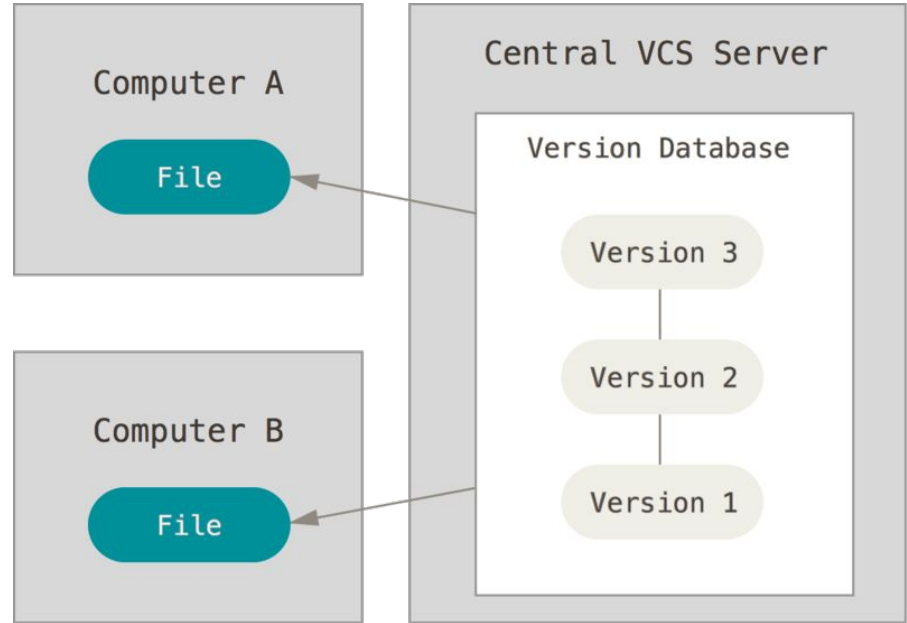 Computer A
File
Computer B
File
Central VCS Server
Version Database
Version 3
Version 2
Version 1